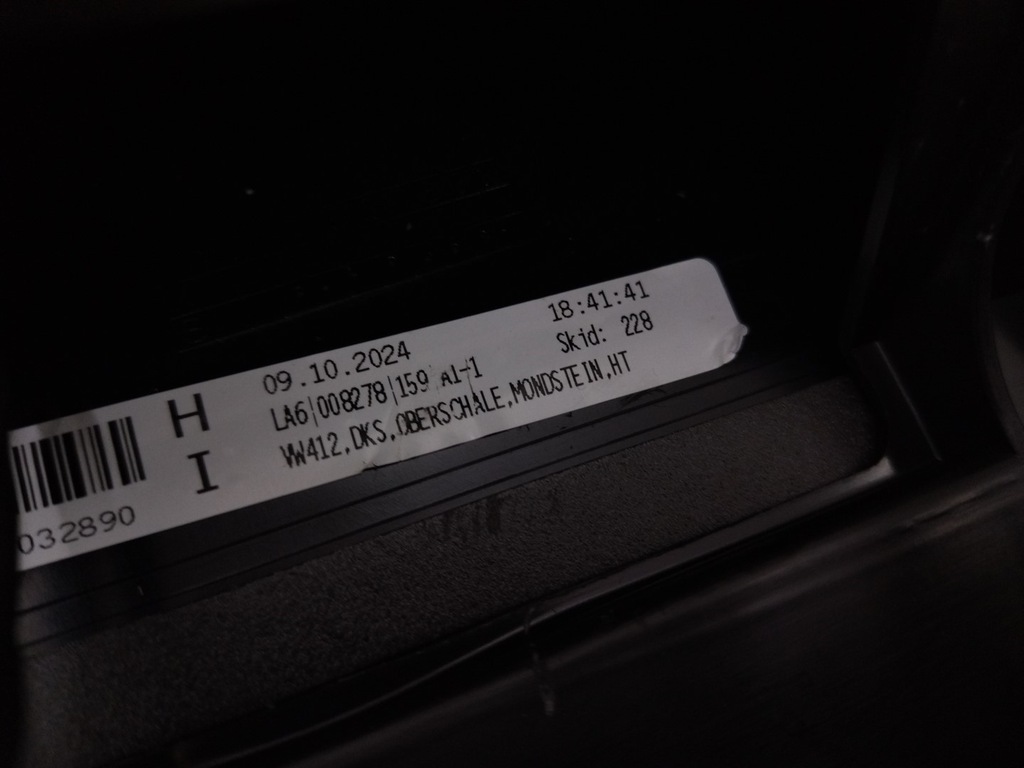 09.10.2024 18:41:41
H LA6|008278|159 A1-1 Skid: 228
I VW412,DKS,OBERSCHALE,MONDSTEIN,HT
032890